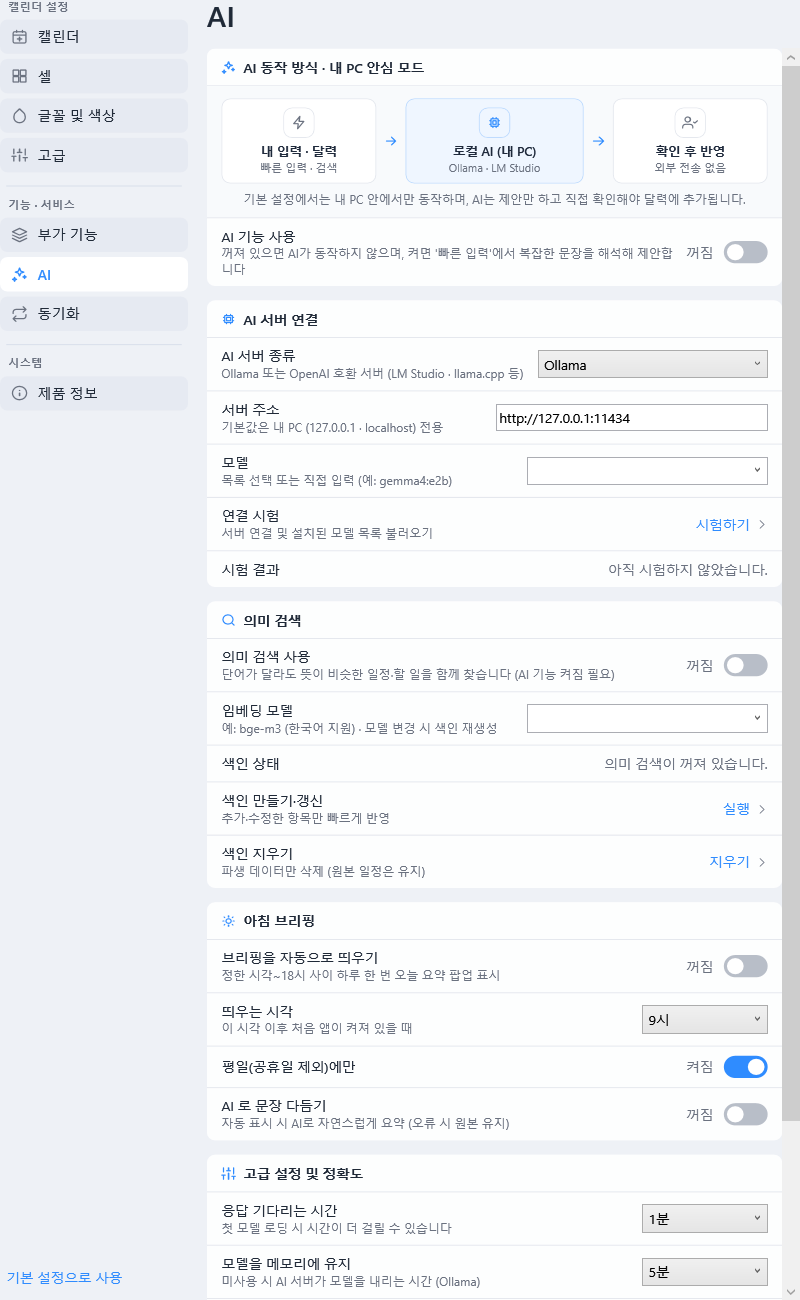 캘린더 설정
캘린더
셀
글꼴 및 색상
고급
기능 · 서비스
부가 기능
AI
동기화
시스템
제품 정보
기본 설정으로 사용
AI
AI 동작 방식 · 내 PC 안심 모드
내 입력 · 달력
빠른 입력 · 검색
로컬 AI (내 PC)
Ollama · LM Studio
확인 후 반영
외부 전송 없음
기본 설정에서는 내 PC 안에서만 동작하며, AI는 제안만 하고 직접 확인해야 달력에 추가됩니다.
AI 기능 사용
꺼져 있으면 AI가 동작하지 않으며, 켜면 '빠른 입력'에서 복잡한 문장을 해석해 제안합
니다
꺼짐
AI 서버 연결
AI 서버 종류
Ollama 또는 OpenAI 호환 서버 (LM Studio · llama.cpp 등)
Ollama
서버 주소
기본값은 내 PC (127.0.0.1 · localhost) 전용
http://127.0.0.1:11434
모델
목록 선택 또는 직접 입력 (예: gemma4:e2b)
연결 시험
서버 연결 및 설치된 모델 목록 불러오기
시험하기
시험 결과
아직 시험하지 않았습니다.
의미 검색
의미 검색 사용
단어가 달라도 뜻이 비슷한 일정·할 일을 함께 찾습니다 (AI 기능 켜짐 필요)
꺼짐
임베딩 모델
예: bge-m3 (한국어 지원) · 모델 변경 시 색인 재생성
색인 상태
의미 검색이 꺼져 있습니다.
색인 만들기·갱신
추가·수정한 항목만 빠르게 반영
실행
색인 지우기
파생 데이터만 삭제 (원본 일정은 유지)
지우기
아침 브리핑
브리핑을 자동으로 띄우기
정한 시각~18시 사이 하루 한 번 오늘 요약 팝업 표시
꺼짐
띄우는 시각
이 시각 이후 처음 앱이 켜져 있을 때
9시
평일(공휴일 제외)에만
켜짐
AI 로 문장 다듬기
자동 표시 시 AI로 자연스럽게 요약 (오류 시 원본 유지)
꺼짐
고급 설정 및 정확도
응답 기다리는 시간
첫 모델 로딩 시 시간이 더 걸릴 수 있습니다
1분
모델을 메모리에 유지
미사용 시 AI 서버가 모델을 내리는 시간 (Ollama)
5분